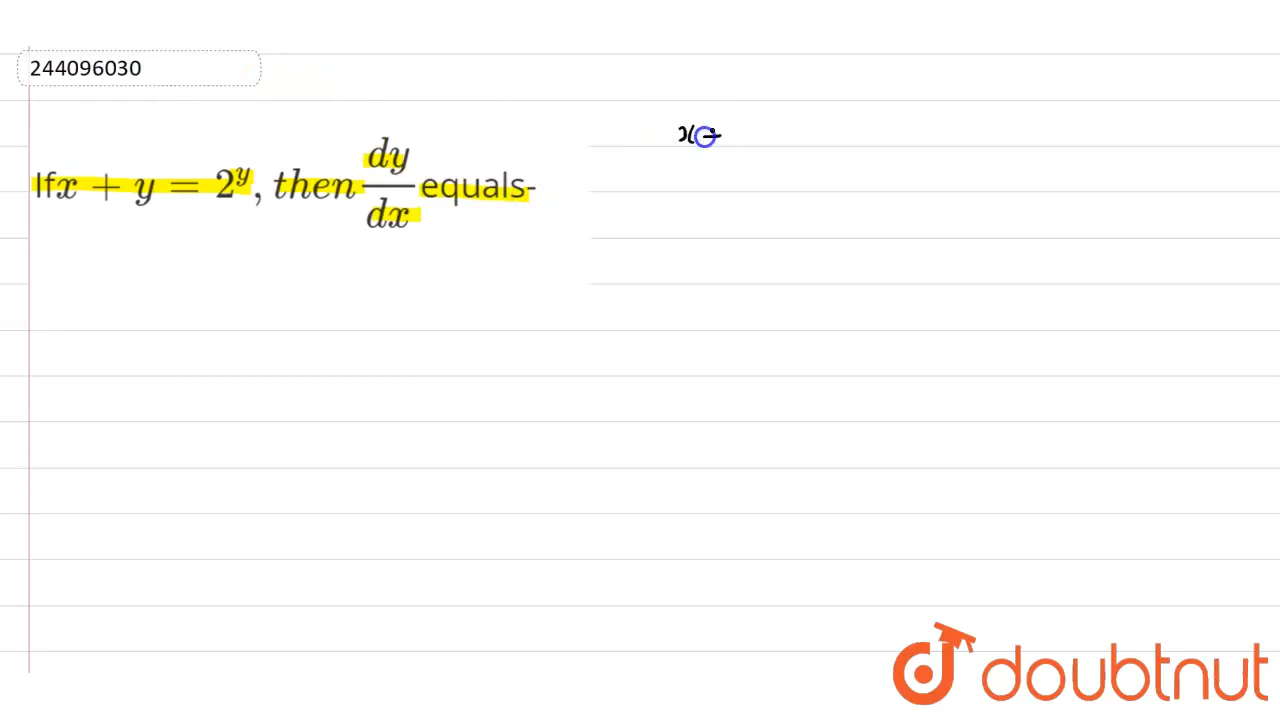 244096030
x+
If x + y = 2^y, then dy/dx equals-
doubtnut